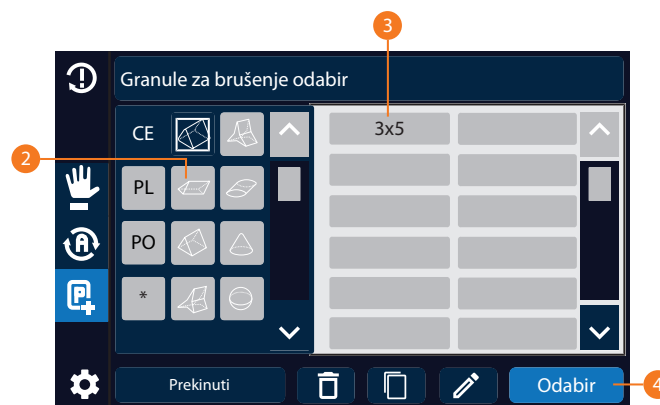 3
Granule za brušenje odabir
CE
3x5
2
PL
PO
*
Prekinuti
Odabir
4